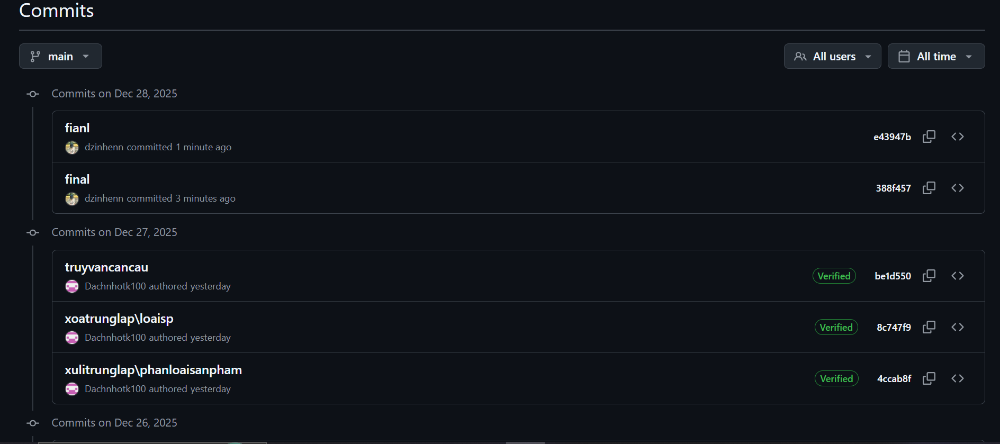 Commits
main
All users
All time
Commits on Dec 28, 2025
fianl
dzinhenn committed 1 minute ago
e43947b
final
dzinhenn committed 3 minutes ago
388f457
Commits on Dec 27, 2025
truyvancancau
Dachnhotk100 authored yesterday
Verified
be1d550
xoatrunglap\loaisp
Dachnhotk100 authored yesterday
Verified
8c747f9
xulitrunglap\phanloaisanpham
Dachnhotk100 authored yesterday
Verified
4ccab8f
Commits on Dec 26, 2025